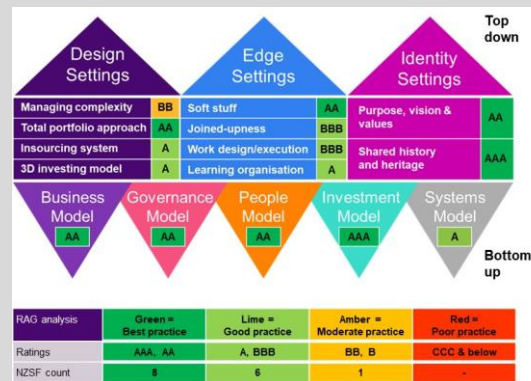 Top
down
Design
Settings
Edge
Settings
Identity
Settings
Managing complexity BB
Total portfolio approach AA
Insourcing system A
3D investing model A
Soft stuff AA
Joined-upness BBB
Work design/execution BBB
Learning organisation A
Purpose, vision &
values AA
Shared history
and heritage AAA
Business
Model
AA
Governance
Model
AA
People
Model
AA
Investment
Model
AAA
Systems
Model
A
Bottom
up
RAG analysis
Green =
Best practice
Lime =
Good practice
Amber =
Moderate practice
Red =
Poor practice
Ratings AAA, AA A, BBB BB, B CCC & below
NZSF count 8 6 1 -